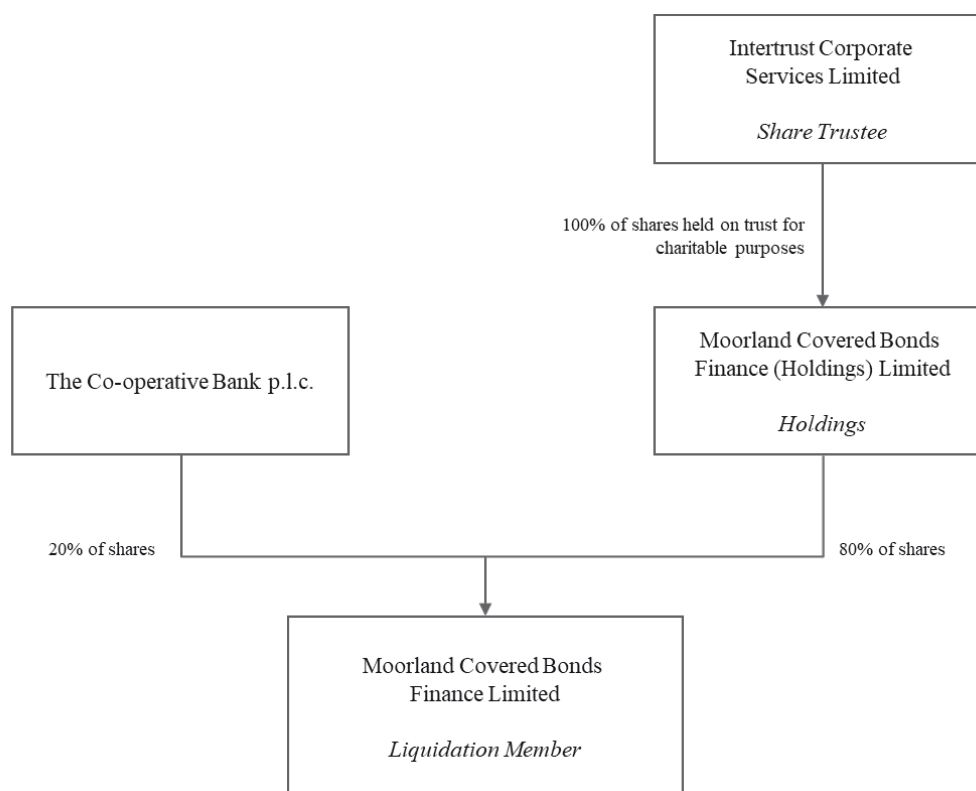 Intertrust Corporate
Services Limited
Share Trustee
100% of shares held on trust for
charitable purposes
The Co-operative Bank p.l.c.
Moorland Covered Bonds
Finance (Holdings) Limited
Holdings
20% of shares
80% of shares
Moorland Covered Bonds
Finance Limited
Liquidation Member